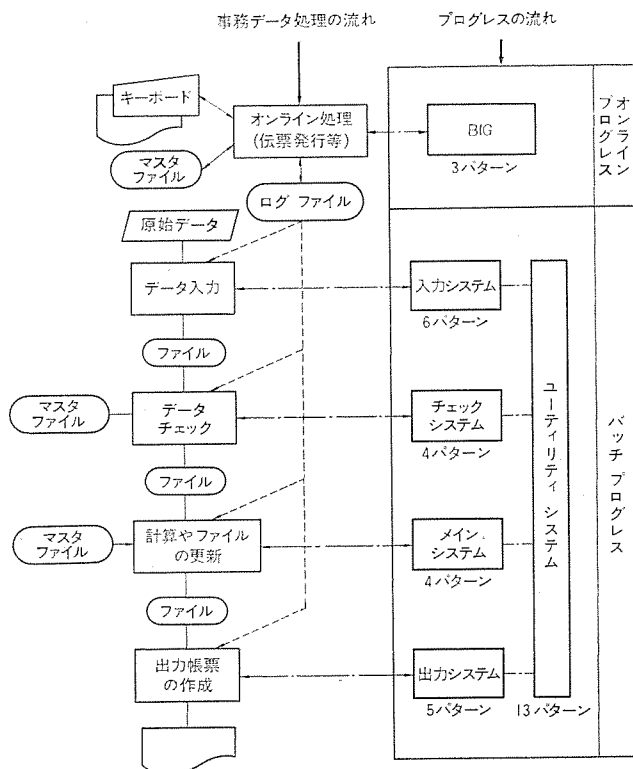 事務データ処理の流れ
プログレスの流れ
キーボード
マスタ
ファイル
オンライン処理
(伝票発行等)
BIG
3パターン
オンライン
プログレス
ログ ファイル
原始データ
データ入力
入力システム
6パターン
ファイル
マスタ
ファイル
データ
チェック
チェック
システム
4パターン
ファイル
マスタ
ファイル
計算やファイル
の更新
メイン
システム
4パターン
ファイル
出力帳票
の作成
出力システム
5パターン
ユーティリティ システム
13パターン
バッチ プログレス